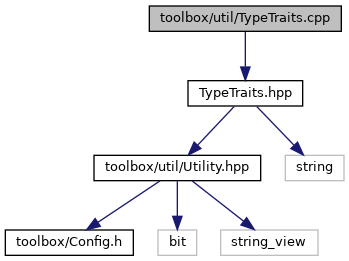 toolbox/util/TypeTraits.cpp
TypeTraits.hpp
toolbox/util/Utility.hpp
string
toolbox/Config.h
bit
string_view